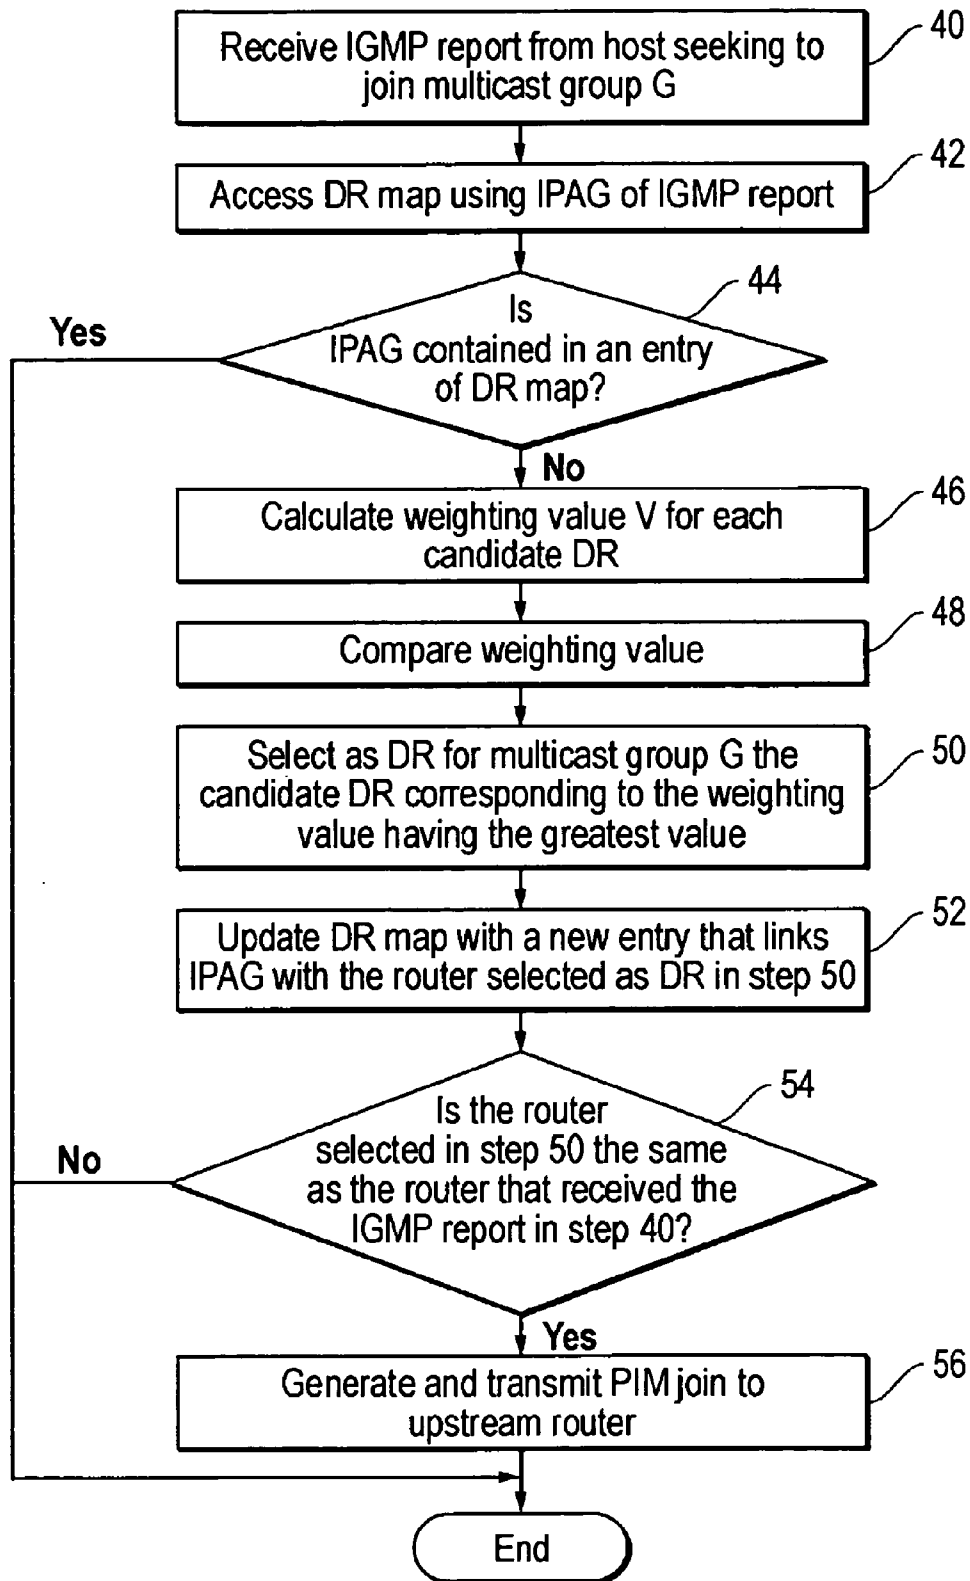 Receive IGMP report from host seeking to
join multicast group G
40
Access DR map using IPAG of IGMP report
42
Is
IPAG contained in an entry
of DR map?
44
Yes
No
Calculate weighting value V for each
candidate DR
46
Compare weighting value
48
Select as DR for multicast group G the
candidate DR corresponding to the weighting
value having the greatest value
50
Update DR map with a new entry that links
IPAG with the router selected as DR in step 50
52
Is the router
selected in step 50 the same
as the router that received the
IGMP report in step 40?
54
No
Yes
Generate and transmit PIM join to
upstream router
56
End